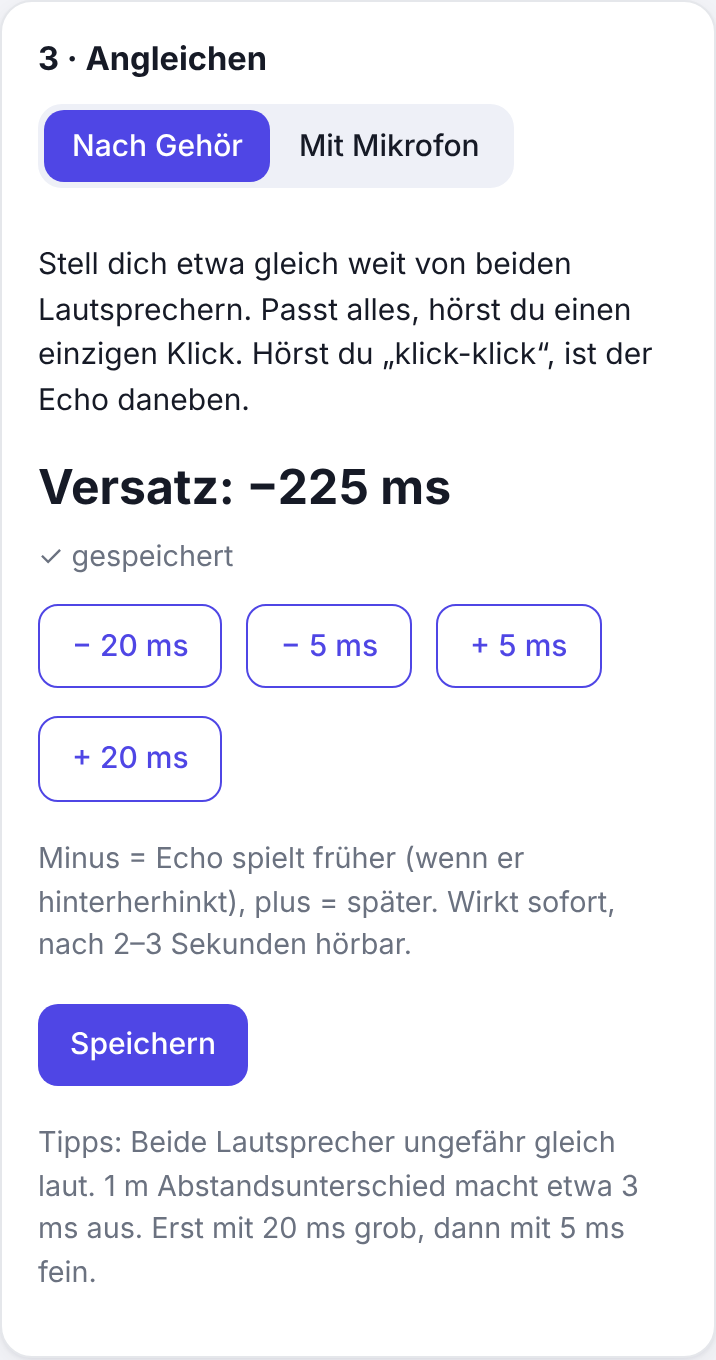 3 · Angleichen
Nach Gehör Mit Mikrofon
Stell dich etwa gleich weit von beiden
Lautsprechern. Passt alles, hörst du einen
einzigen Klick. Hörst du „klick-klick“, ist der
Echo daneben.
Versatz: −225 ms
✓ gespeichert
− 20 ms − 5 ms + 5 ms
+ 20 ms
Minus = Echo spielt früher (wenn er
hinterherhinkt), plus = später. Wirkt sofort,
nach 2–3 Sekunden hörbar.
Speichern
Tipps: Beide Lautsprecher ungefähr gleich
laut. 1 m Abstandsunterschied macht etwa 3
ms aus. Erst mit 20 ms grob, dann mit 5 ms
fein.